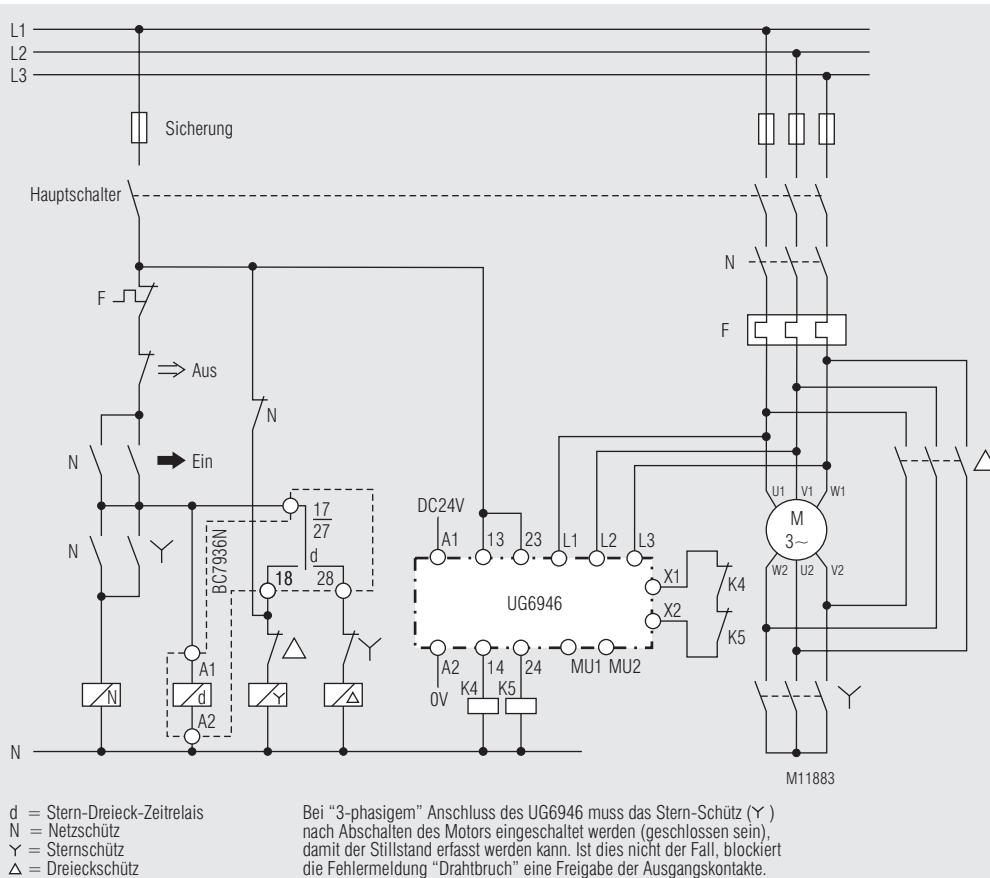 L1
L2
L3
Sicherung
Hauptschalter
N
F
F
Aus
N
N
Ein
17
27
DC24V
U1 V1 W1
M
3~
A1 13 23 L1 L2 L3
N
BC7936N
d
18 28
W2 U2 V2
X1
K4
UG6946
X2
K5
A1
A2 14 24 MU1 MU2
0V K4 K5
N d Y Δ
A2
N
M11883
d = Stern-Dreieck-Zeitrelais
N = Netzschütz
Y = Sternschütz
Δ = Dreieckschütz
Bei “3-phasigem” Anschluss des UG6946 muss das Stern-Schütz (Y )
nach Abschalten des Motors eingeschaltet werden (geschlossen sein),
damit der Stillstand erfasst werden kann. Ist dies nicht der Fall, blockiert
die Fehlermeldung “Drahtbruch” eine Freigabe der Ausgangskontakte.